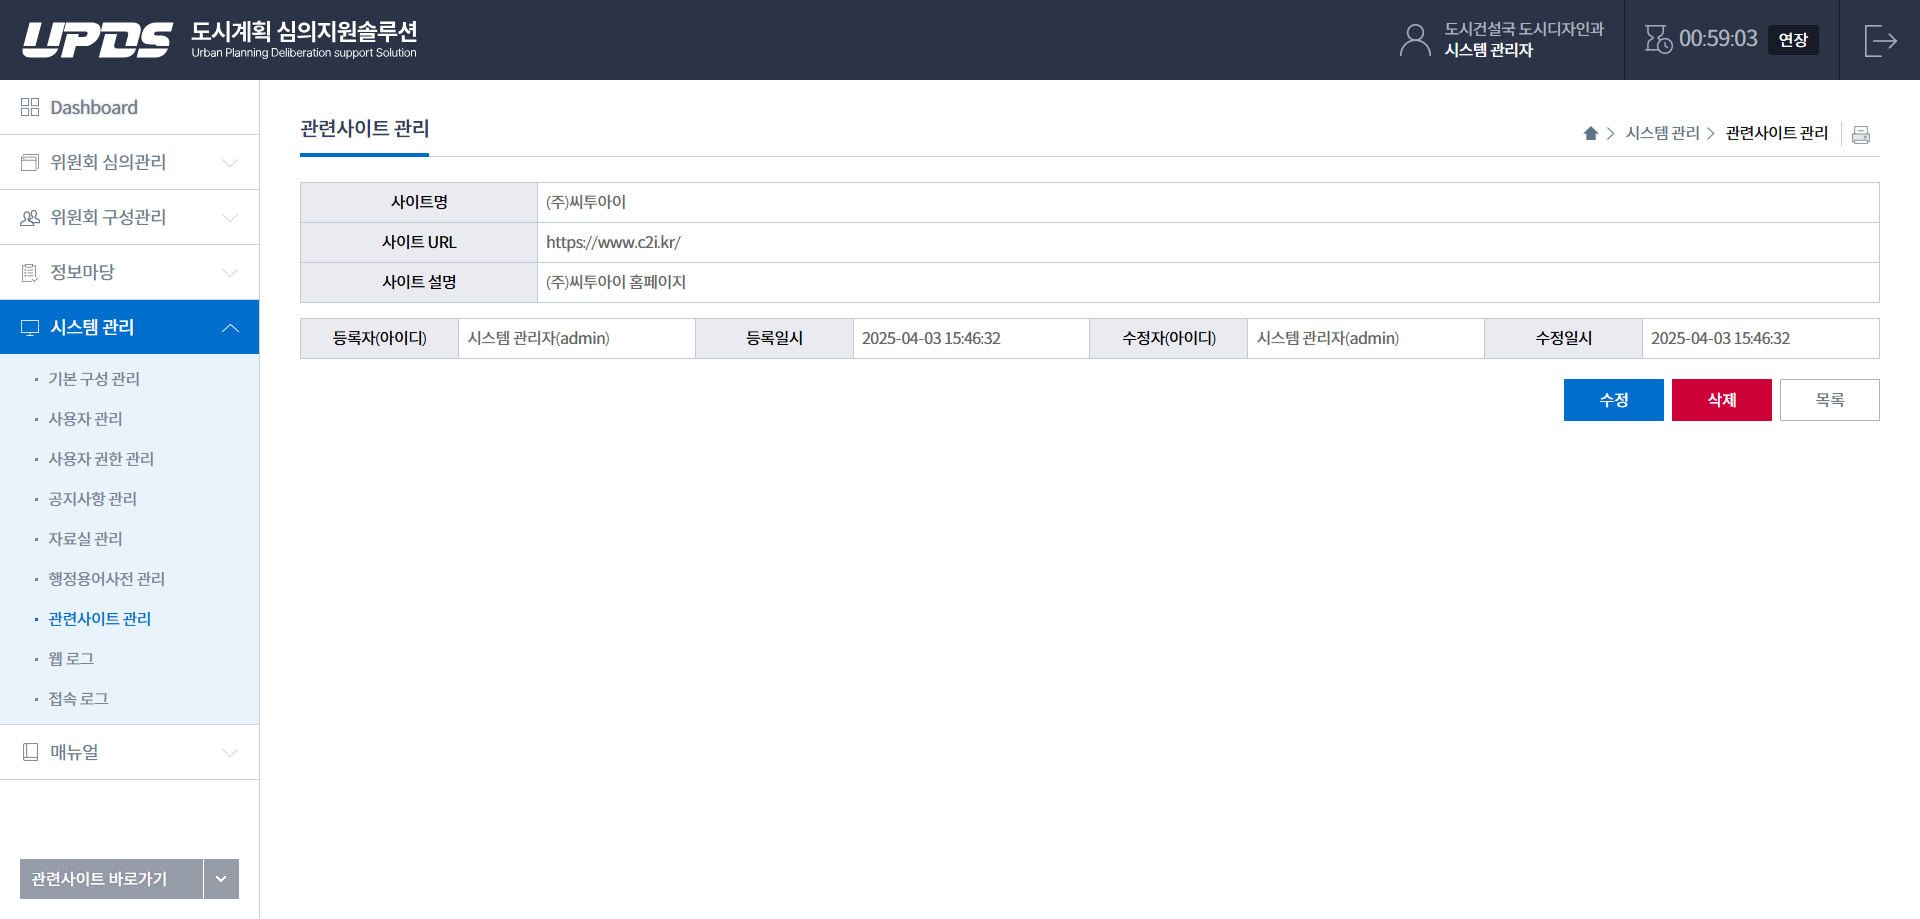 UPDS 도시계획 심의지원솔루션
Urban Planning Deliberation support Solution
도시건설국 도시디자인과
시스템 관리자
00:59:03 연장
Dashboard
위원회 심의관리
위원회 구성관리
정보마당
시스템 관리
기본 구성 관리
사용자 관리
사용자 권한 관리
공지사항 관리
자료실 관리
행정용어사전 관리
관련사이트 관리
웹 로그
접속 로그
매뉴얼
관련사이트 바로가기
관련사이트 관리
시스템 관리 관련사이트 관리
사이트명 (주)씨투아이
사이트 URL https://www.c2i.kr/
사이트 설명 (주)씨투아이 홈페이지
등록자(아이디) 시스템 관리자(admin) 등록일시 2025-04-03 15:46:32 수정자(아이디) 시스템 관리자(admin) 수정일시 2025-04-03 15:46:32
수정 삭제 목록